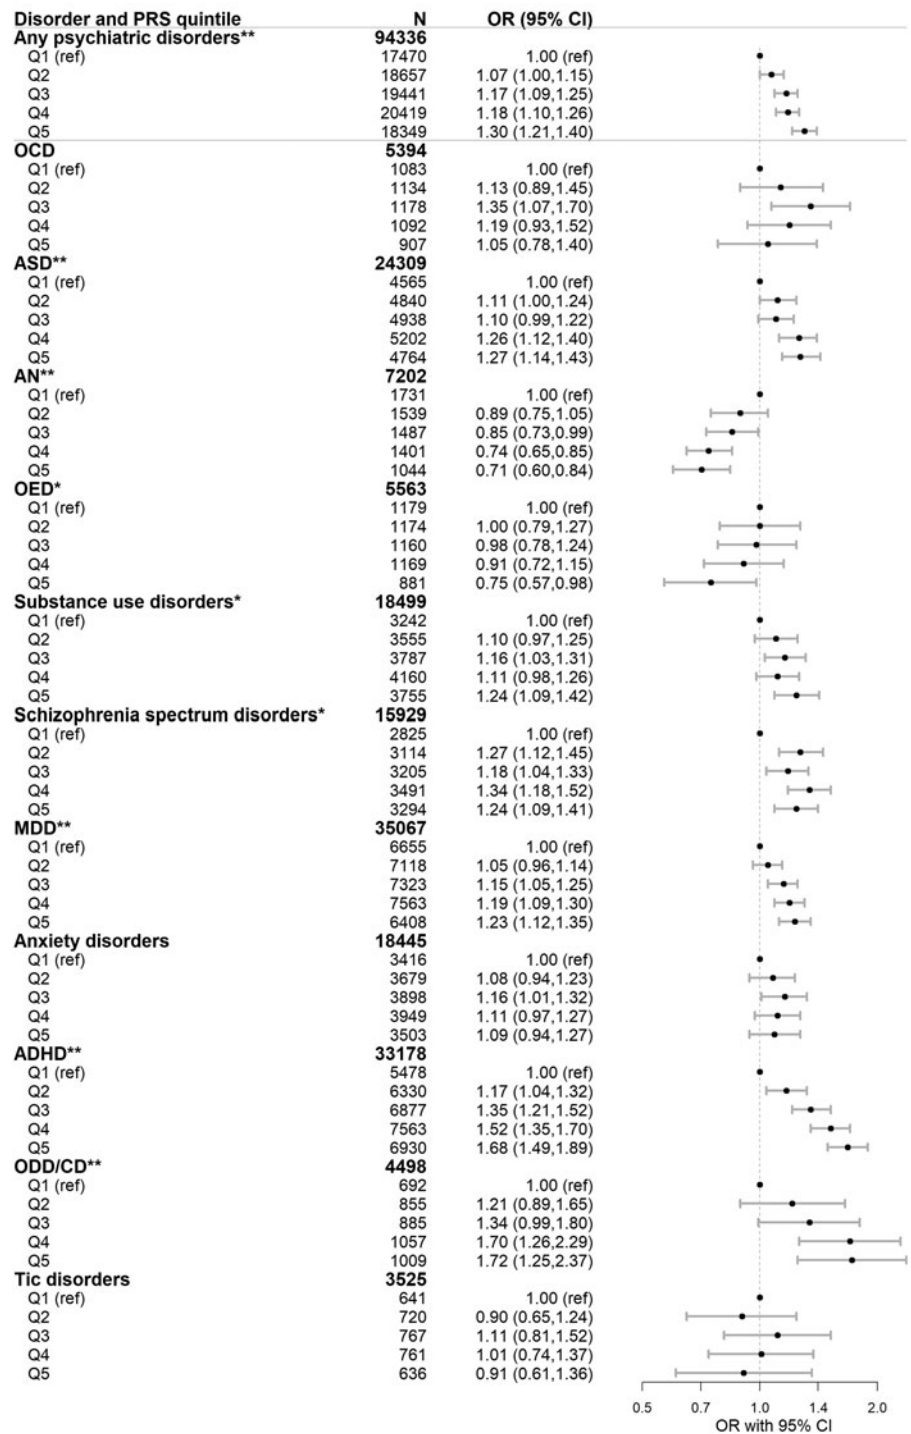 Disorder and PRS quintile N OR (95% CI)
Any psychiatric disorders** 94336
Q1 (ref) 17470 1.00 (ref)
Q2 18657 1.07 (1.00,1.15)
Q3 19441 1.17 (1.09,1.25)
Q4 20419 1.18 (1.10,1.26)
Q5 18349 1.30 (1.21,1.40)
OCD 5394
Q1 (ref) 1083 1.00 (ref)
Q2 1134 1.13 (0.89,1.45)
Q3 1178 1.35 (1.07,1.70)
Q4 1092 1.19 (0.93,1.52)
Q5 907 1.05 (0.78,1.40)
ASD** 24309
Q1 (ref) 4565 1.00 (ref)
Q2 4840 1.11 (1.00,1.24)
Q3 4938 1.10 (0.99,1.22)
Q4 5202 1.26 (1.12,1.40)
Q5 4764 1.27 (1.14,1.43)
AN** 7202
Q1 (ref) 1731 1.00 (ref)
Q2 1539 0.89 (0.75,1.05)
Q3 1487 0.85 (0.73,0.99)
Q4 1401 0.74 (0.65,0.85)
Q5 1044 0.71 (0.60,0.84)
OED* 5563
Q1 (ref) 1179 1.00 (ref)
Q2 1174 1.00 (0.79,1.27)
Q3 1160 0.98 (0.78,1.24)
Q4 1169 0.91 (0.72,1.15)
Q5 881 0.75 (0.57,0.98)
Substance use disorders* 18499
Q1 (ref) 3242 1.00 (ref)
Q2 3555 1.10 (0.97,1.25)
Q3 3787 1.16 (1.03,1.31)
Q4 4160 1.11 (0.98,1.26)
Q5 3755 1.24 (1.09,1.42)
Schizophrenia spectrum disorders* 15929
Q1 (ref) 2825 1.00 (ref)
Q2 3114 1.27 (1.12,1.45)
Q3 3205 1.18 (1.04,1.33)
Q4 3491 1.34 (1.18,1.52)
Q5 3294 1.24 (1.09,1.41)
MDD** 35067
Q1 (ref) 6655 1.00 (ref)
Q2 7118 1.05 (0.96,1.14)
Q3 7323 1.15 (1.05,1.25)
Q4 7563 1.19 (1.09,1.30)
Q5 6408 1.23 (1.12,1.35)
Anxiety disorders 18445
Q1 (ref) 3416 1.00 (ref)
Q2 3679 1.08 (0.94,1.23)
Q3 3898 1.16 (1.01,1.32)
Q4 3949 1.11 (0.97,1.27)
Q5 3503 1.09 (0.94,1.27)
ADHD** 33178
Q1 (ref) 5478 1.00 (ref)
Q2 6330 1.17 (1.04,1.32)
Q3 6877 1.35 (1.21,1.52)
Q4 7563 1.52 (1.35,1.70)
Q5 6930 1.68 (1.49,1.89)
ODD/CD** 4498
Q1 (ref) 692 1.00 (ref)
Q2 855 1.21 (0.89,1.65)
Q3 885 1.34 (0.99,1.80)
Q4 1057 1.70 (1.26,2.29)
Q5 1009 1.72 (1.25,2.37)
Tic disorders 3525
Q1 (ref) 641 1.00 (ref)
Q2 720 0.90 (0.65,1.24)
Q3 767 1.11 (0.81,1.52)
Q4 761 1.01 (0.74,1.37)
Q5 636 0.91 (0.61,1.36)
0.5 0.7 1.0 1.4 2.0
OR with 95% CI